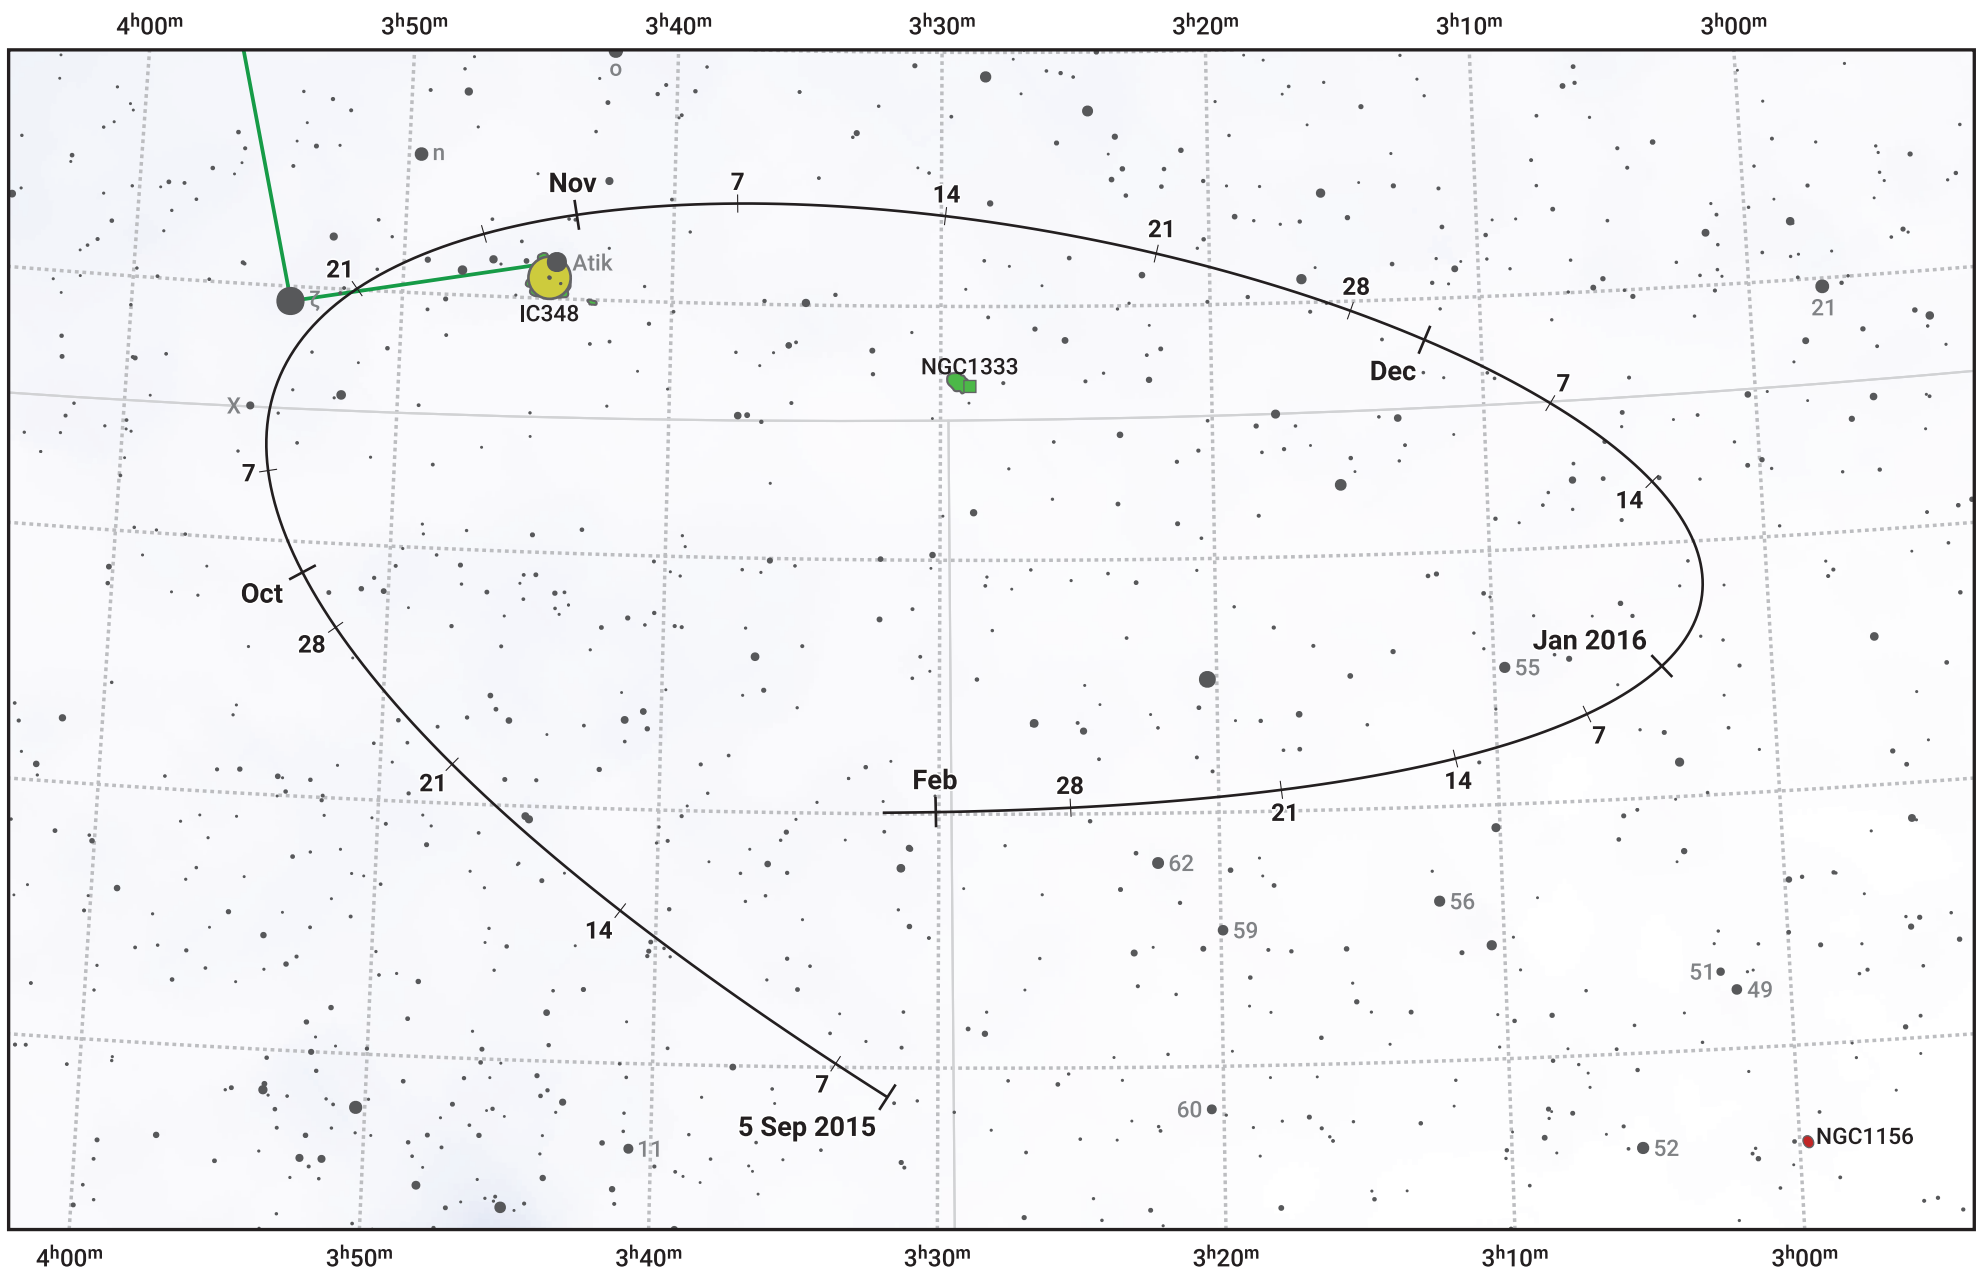 4ʰ00ᵐ 3ʰ50ᵐ 3ʰ40ᵐ 3ʰ30ᵐ 3ʰ20ᵐ 3ʰ10ᵐ 3ʰ00ᵐ
o
n
Nov
7
14
21
Atik
21
ζ
28
21
IC348
NGC1333
Dec
7
X
7
14
Oct
28
Jan 2016
55
7
21
Feb
28
14
21
62
56
14
59
51
49
7
5 Sep 2015
60
11
52
NGC1156
4ʰ00ᵐ 3ʰ50ᵐ 3ʰ40ᵐ 3ʰ30ᵐ 3ʰ20ᵐ 3ʰ10ᵐ 3ʰ00ᵐ